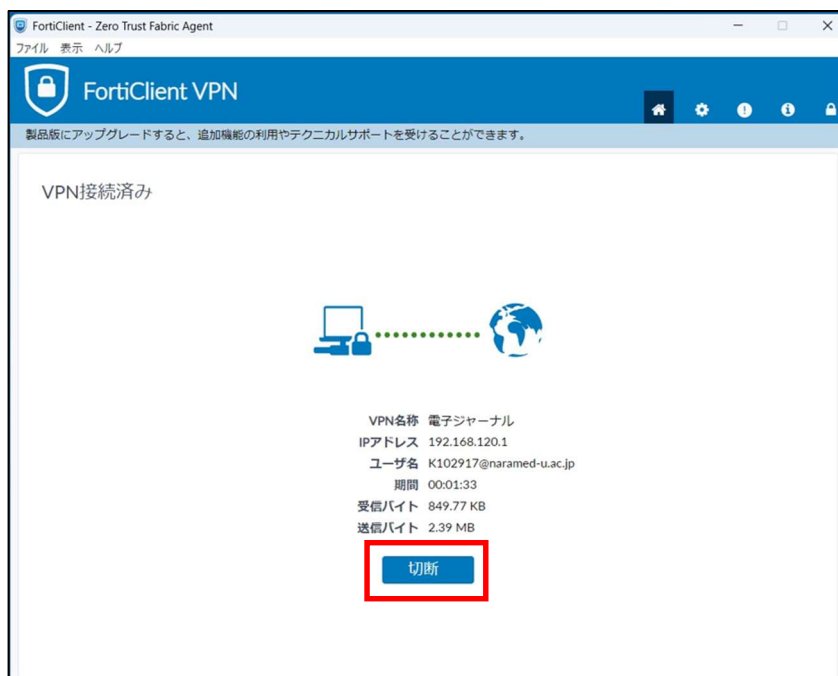 FortiClient - Zero Trust Fabric Agent
ファイル 表示 ヘルプ
FortiClient VPN
製品版にアップグレードすると、追加機能の利用やテクニカルサポートを受けることができます。
VPN接続済み
VPN名称 電子ジャーナル
IPアドレス 192.168.120.1
ユーザ名 K102917@naramed-u.ac.jp
期間 00:01:33
受信バイト 849.77 KB
送信バイト 2.39 MB
切断